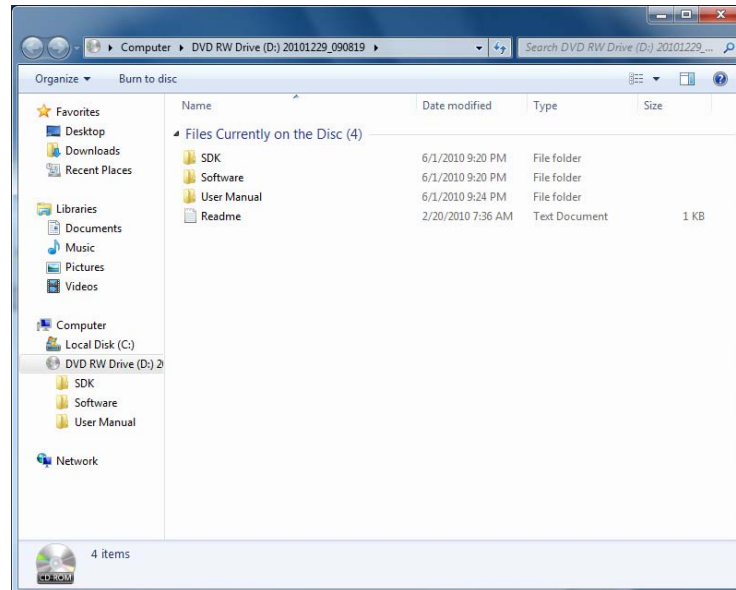 Computer ▸ DVD RW Drive (D:) 20101229_090819 ▸
Search DVD RW Drive (D:) 20101229_...
Organize Burn to disc
Favorites
Desktop
Downloads
Recent Places
Libraries
Documents
Music
Pictures
Videos
Computer
Local Disk (C:)
DVD RW Drive (D:) 20
SDK
Software
User Manual
Network
Name Date modified Type Size
Files Currently on the Disc (4)
SDK 6/1/2010 9:20 PM File folder
Software 6/1/2010 9:20 PM File folder
User Manual 6/1/2010 9:24 PM File folder
Readme 2/20/2010 7:36 AM Text Document 1 KB
4 items
CD-ROM